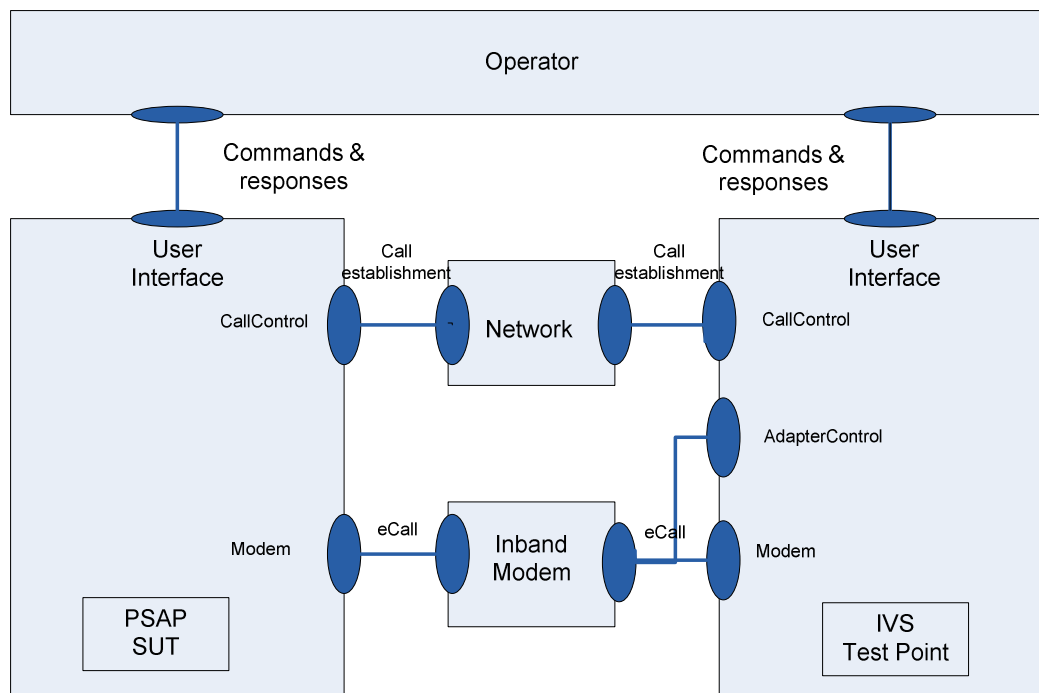 Operator
Commands &
responses
Commands &
responses
User
Interface
User
Interface
Call
establishment
Call
establishment
CallControl
Network
CallControl
AdapterControl
Modem
eCall
Inband
Modem
eCall
Modem
PSAP
SUT
IVS
Test Point